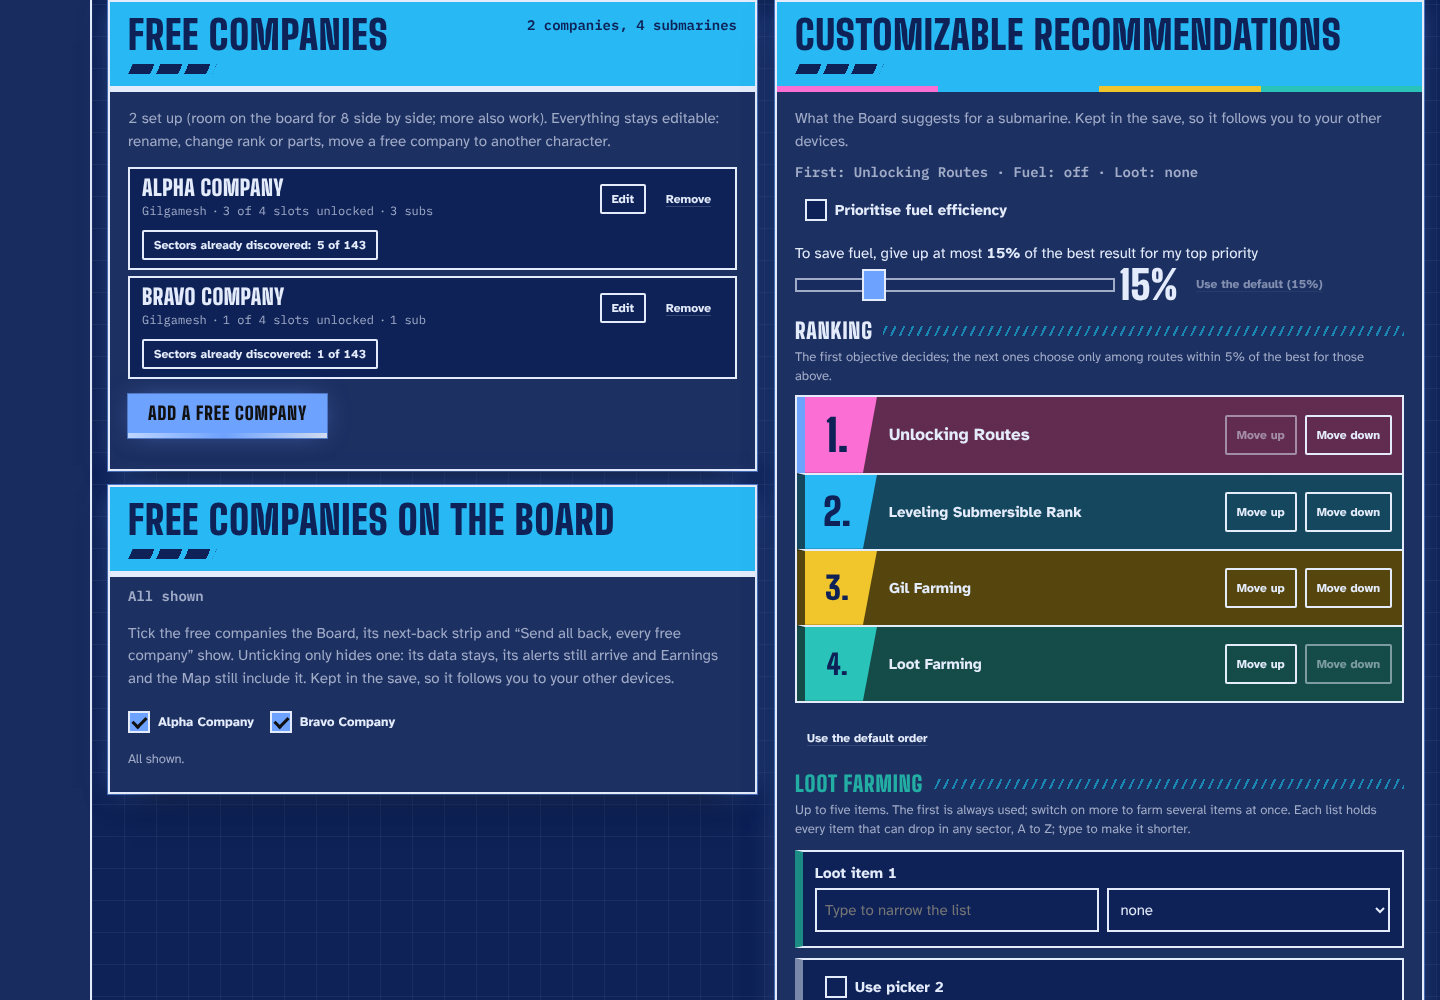 FREE COMPANIES
2 companies, 4 submarines
2 set up (room on the board for 8 side by side; more also work). Everything stays editable:
rename, change rank or parts, move a free company to another character.
ALPHA COMPANY
Gilgamesh · 3 of 4 slots unlocked · 3 subs
Edit
Remove
Sectors already discovered: 5 of 143
BRAVO COMPANY
Gilgamesh · 1 of 4 slots unlocked · 1 sub
Edit
Remove
Sectors already discovered: 1 of 143
ADD A FREE COMPANY
FREE COMPANIES ON THE BOARD
All shown
Tick the free companies the Board, its next-back strip and “Send all back, every free
company” show. Unticking only hides one: its data stays, its alerts still arrive and Earnings
and the Map still include it. Kept in the save, so it follows you to your other devices.
Alpha Company
Bravo Company
All shown.
CUSTOMIZABLE RECOMMENDATIONS
What the Board suggests for a submarine. Kept in the save, so it follows you to your other
devices.
First: Unlocking Routes · Fuel: off · Loot: none
Prioritise fuel efficiency
To save fuel, give up at most 15% of the best result for my top priority
15%
Use the default (15%)
RANKING
The first objective decides; the next ones choose only among routes within 5% of the best for those
above.
1.
Unlocking Routes
Move up
Move down
2.
Leveling Submersible Rank
Move up
Move down
3.
Gil Farming
Move up
Move down
4.
Loot Farming
Move up
Move down
Use the default order
LOOT FARMING
Up to five items. The first is always used; switch on more to farm several items at once. Each list holds
every item that can drop in any sector, A to Z; type to make it shorter.
Loot item 1
Type to narrow the list
none
Use picker 2